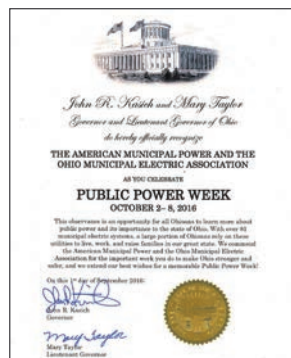 John R. Kasich and Mary Taylor
Governor and Lieutenant Governor of Ohio
do hereby officially recognize
THE AMERICAN MUNICIPAL POWER AND THE
OHIO MUNICIPAL ELECTRIC ASSOCIATION
AS YOU CELEBRATE
PUBLIC POWER WEEK
OCTOBER 2-8, 2016
This observance is an opportunity for all Ohioans to learn more about
public power and its importance to the state of Ohio. With over 80
municipal electric systems, a large portion of Ohioans rely on these
utilities to live, work, and raise families in our great state. We commend
the American Municipal Power and the Ohio Municipal Electric
Association for the important work you do to make Ohio stronger and
safer, and we extend our best wishes for a memorable Public Power Week!
On this 1st day of September 2016:
John R. Kasich
Governor
Mary Taylor
Mary Taylor
Lieutenant Governor